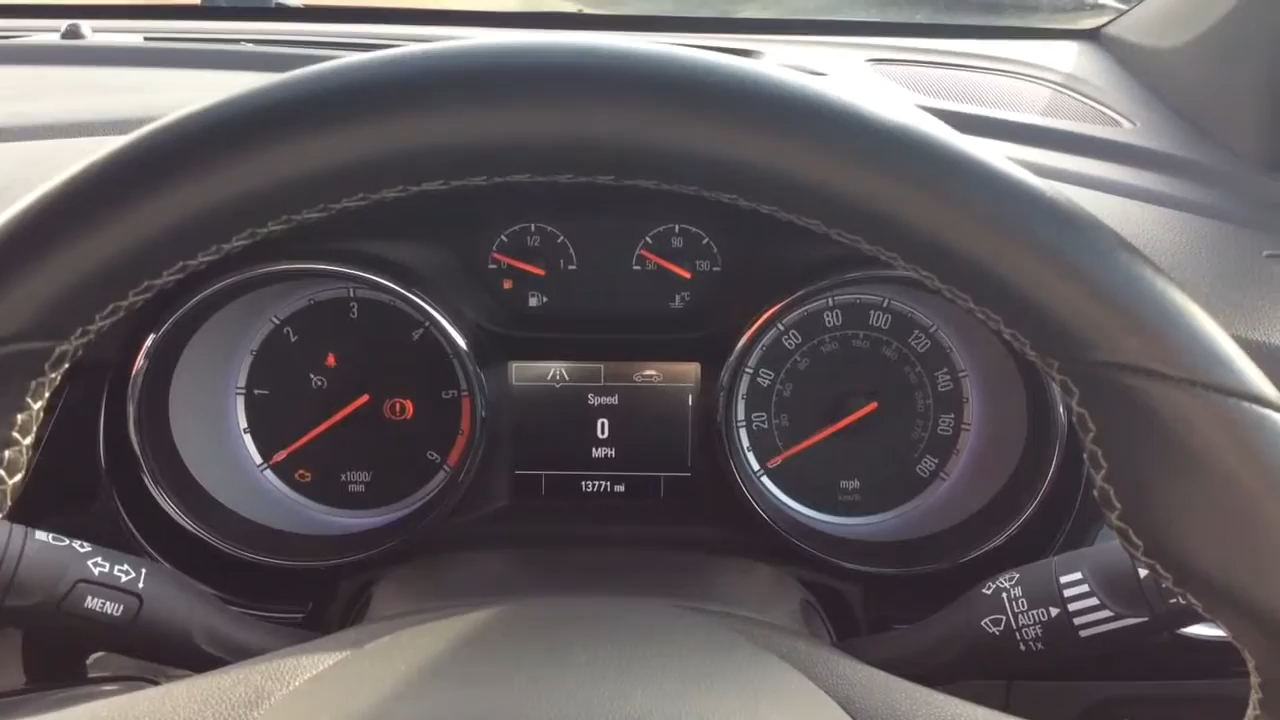 1/2
0 1
90
50 130
°C
1 2 3 4 5 6
x1000/
min
Speed
0
MPH
13771 mi
20 40 60 80 100 120 140 160 180
mph
km/h
MENU
HI
LO
AUTO
OFF
1x